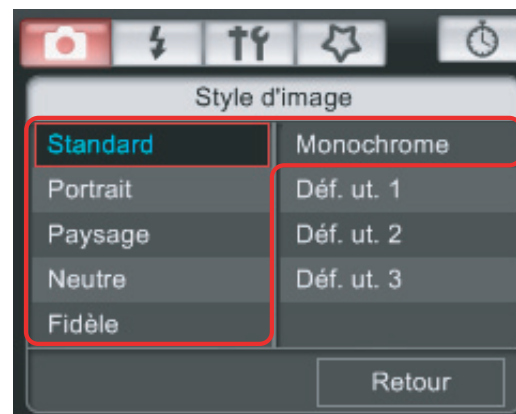 Style d'image
Standard
Monochrome
Portrait
Déf. ut. 1
Paysage
Déf. ut. 2
Neutre
Déf. ut. 3
Fidèle
Retour